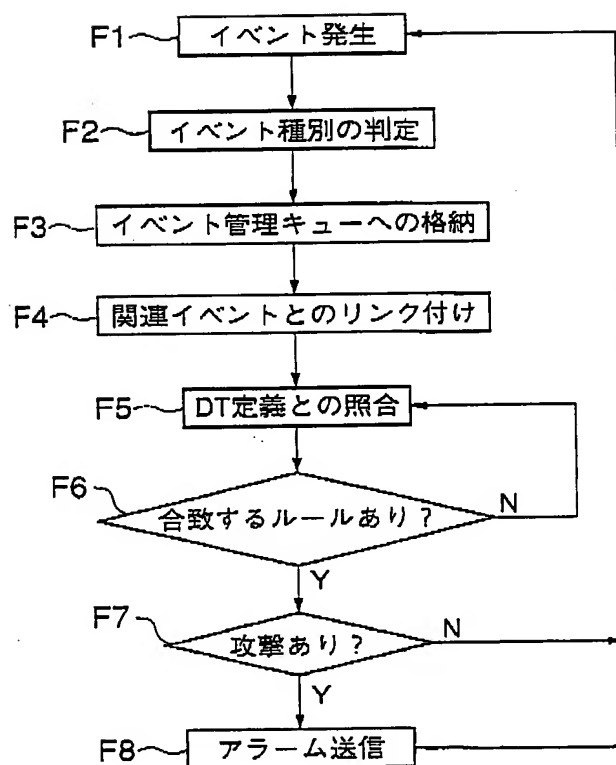 F1 イベント発生
F2 イベント種別の判定
F3 イベント管理キューへの格納
F4 関連イベントとのリンク付け
F5 DT定義との照合
F6 合致するルールあり？ N
Y
F7 攻撃あり？ N
Y
F8 アラーム送信